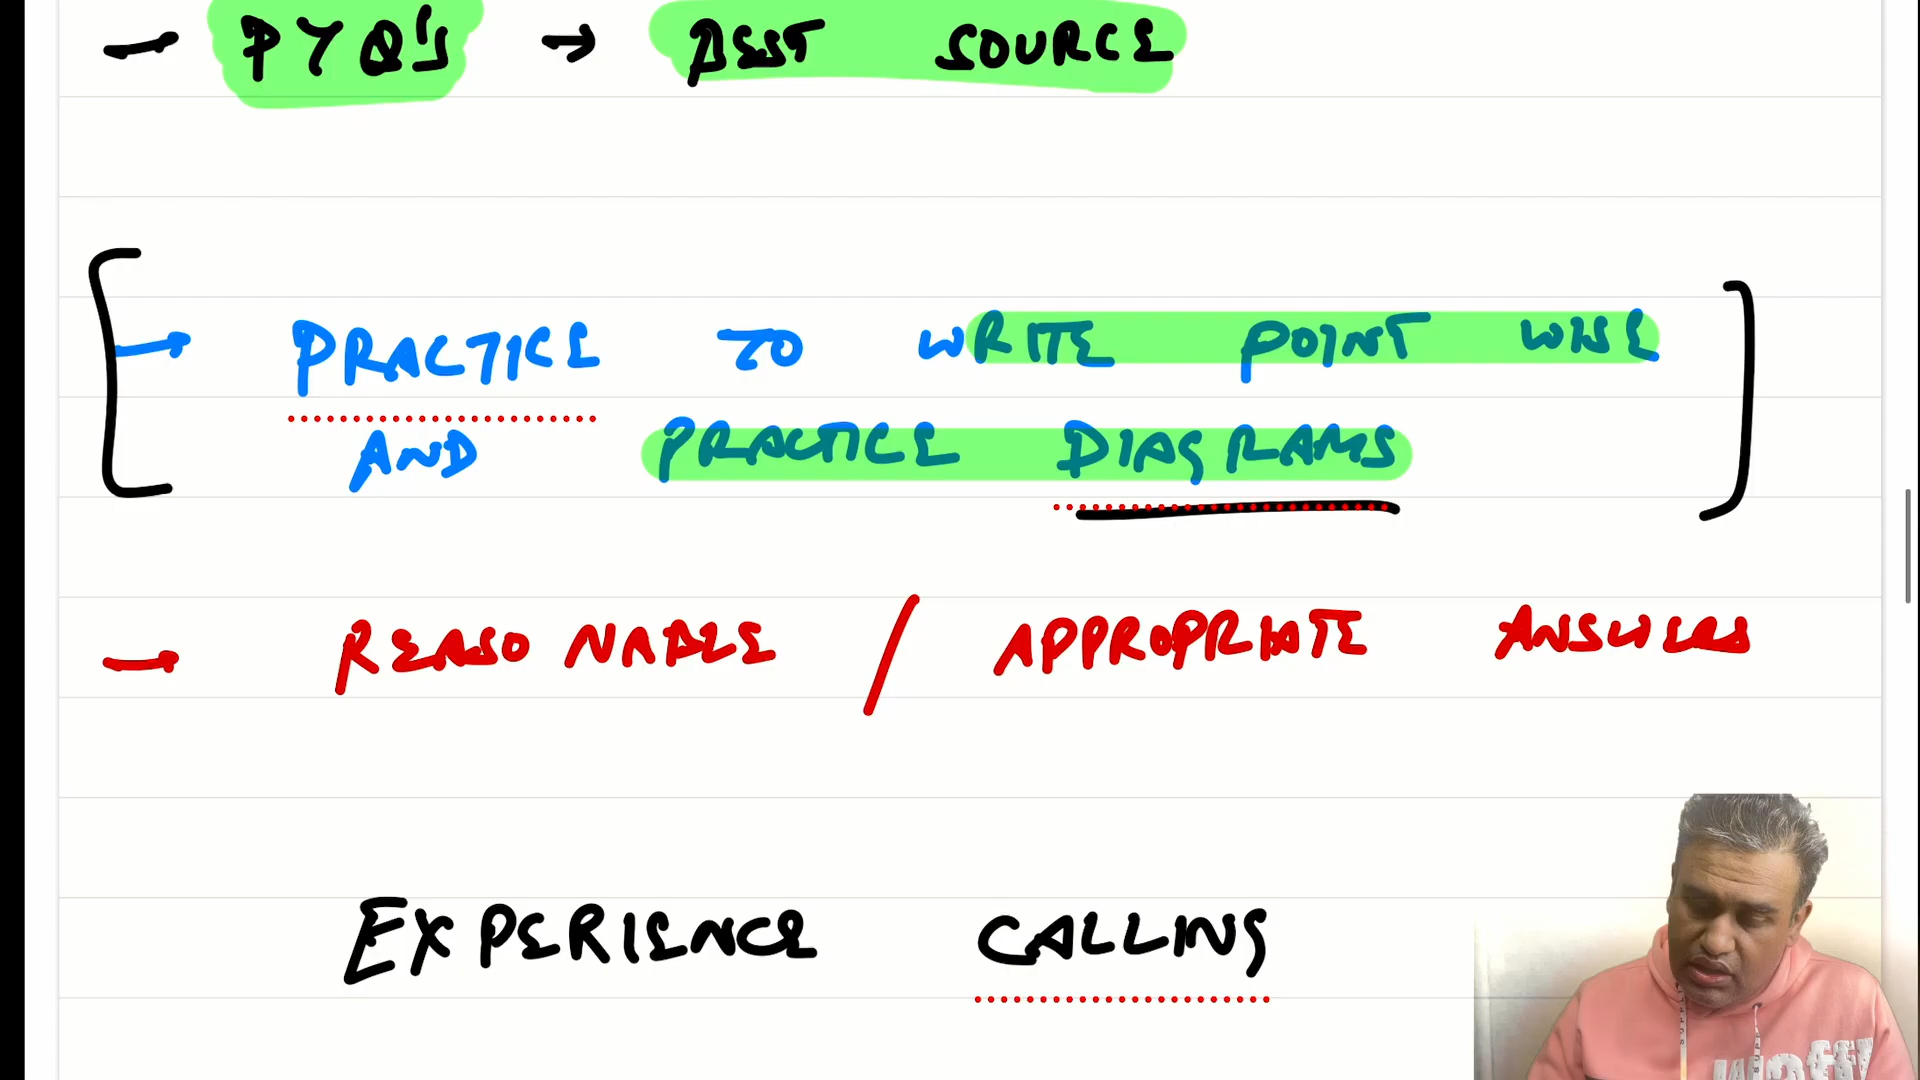 - PYQ's → BEST SOURCE
→ PRACTICE TO WRITE POINT WISE
AND PRACTICE DIAGRAMS
- REASONABLE / APPROPRIATE ANSWERS
EXPERIENCE CALLING